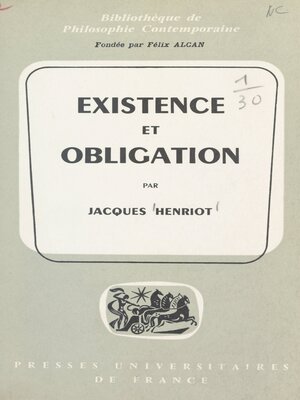 NC
Bibliothèque de
Philosophie Contemporaine
Fondée par Félix ALCAN
1
30
EXISTENCE
ET
OBLIGATION
PAR
JACQUES HENRIOT
PRESSES UNIVERSITAIRES
DE FRANCE